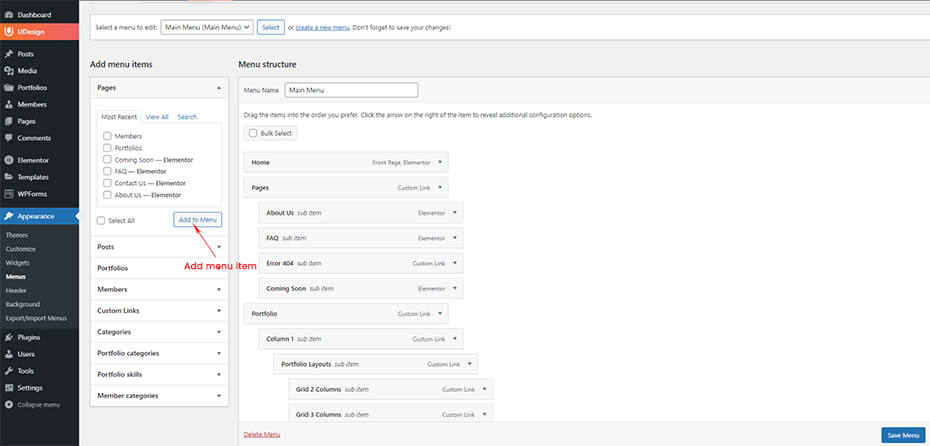 Dashboard
UDesign
Posts
Media
Portfolios
Members
Pages
Comments
Elementor
Templates
WPForms
Appearance
Themes
Customize
Widgets
Menus
Header
Background
Export/Import Menus
Plugins
Users
Tools
Settings
Collapse menu
Select a menu to edit: Main Menu (Main Menu) Select or create a new menu. Don't forget to save your changes!
Add menu items
Pages
Most Recent View All Search
Members
Portfolios
Coming Soon — Elementor
FAQ — Elementor
Contact Us — Elementor
About Us — Elementor
Select All Add to Menu
Add menu item
Posts
Portfolios
Members
Custom Links
Categories
Portfolio categories
Portfolio skills
Member categories
Menu structure
Menu Name Main Menu
Drag the items into the order you prefer. Click the arrow on the right of the item to reveal additional configuration options.
Bulk Select
Home Front Page, Elementor
Pages Custom Link
About Us sub item Elementor
FAQ sub item Elementor
Error 404 sub item Custom Link
Coming Soon sub item Elementor
Portfolio Custom Link
Column 1 sub item Custom Link
Portfolio Layouts sub item Custom Link
Grid 2 Columns sub item Custom Link
Grid 3 Columns sub item Custom Link
Delete Menu Save Menu